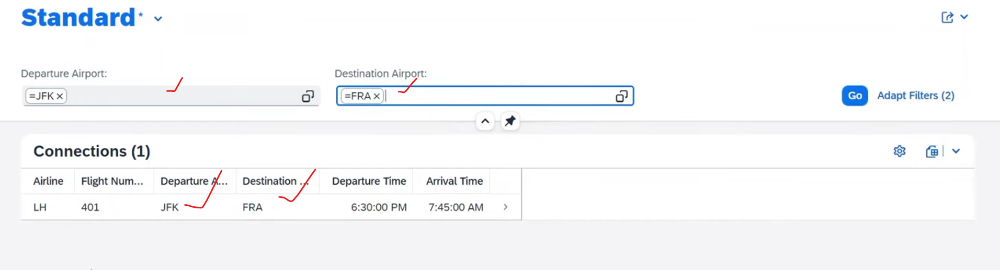 Standard *
Departure Airport: Destination Airport:
=JFK =FRA Go Adapt Filters (2)
Connections (1)
Airline Flight Num... Departure A... Destination ... Departure Time Arrival Time
LH 401 JFK FRA 6:30:00 PM 7:45:00 AM